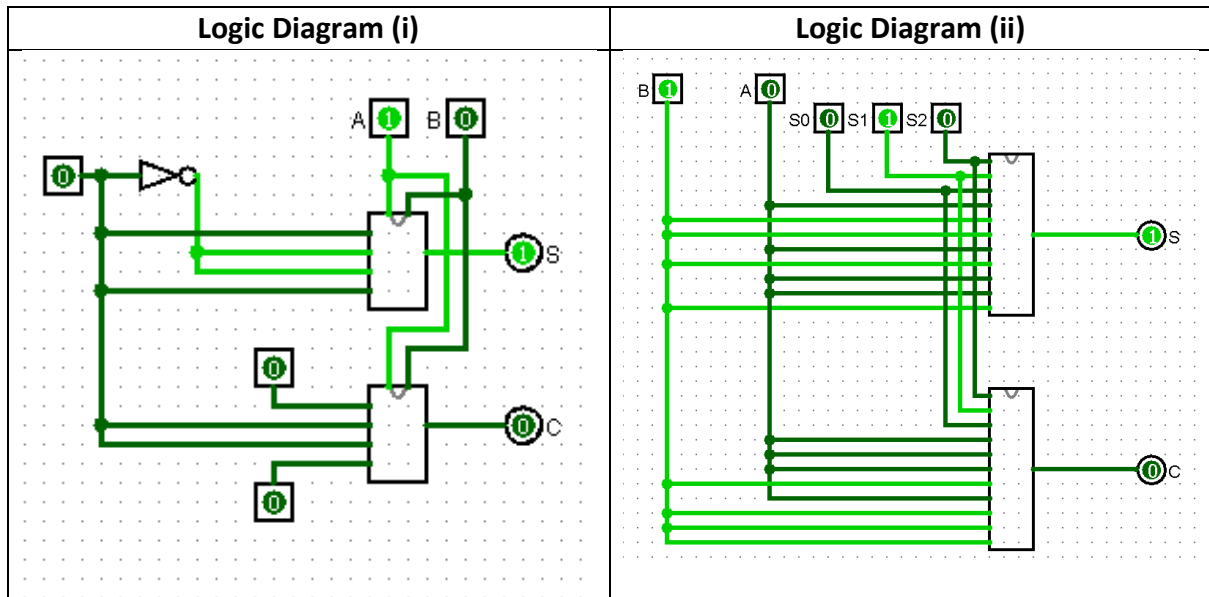 Logic Diagram (i)
Logic Diagram (ii)
A 1 B 0
0
1 S
0
0 C
0
B 1 A 0
S0 0 S1 1 S2 0
1 S
0 C